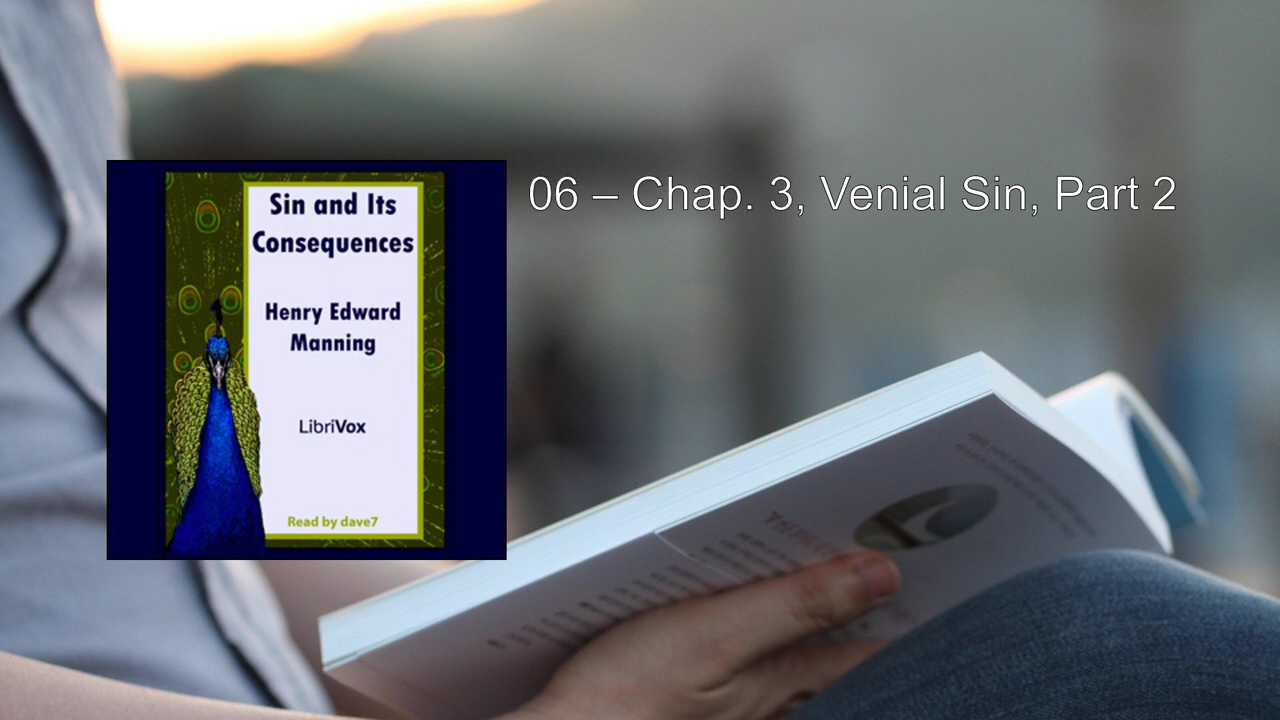 06 – Chap. 3, Venial Sin, Part 2
Sin and Its
Consequences
Henry Edward
Manning
LibriVox
Read by dave7